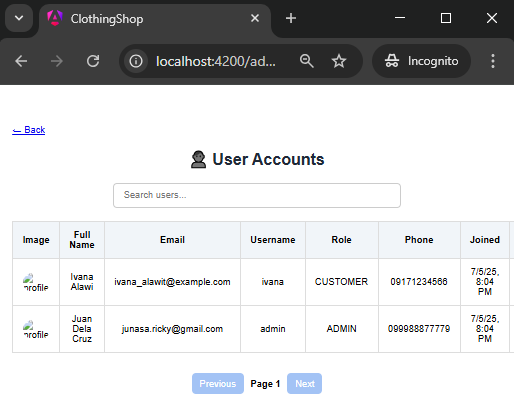 ClothingShop
localhost:4200/ad...
Incognito
← Back
User Accounts
Search users...
Image Full Name Email Username Role Phone Joined
profile Ivana Alawi ivana_alawit@example.com ivana CUSTOMER 09171234566 7/5/25, 8:04 PM
profile Juan Dela Cruz junasa.ricky@gmail.com admin ADMIN 099988877779 7/5/25, 8:04 PM
Previous Page 1 Next